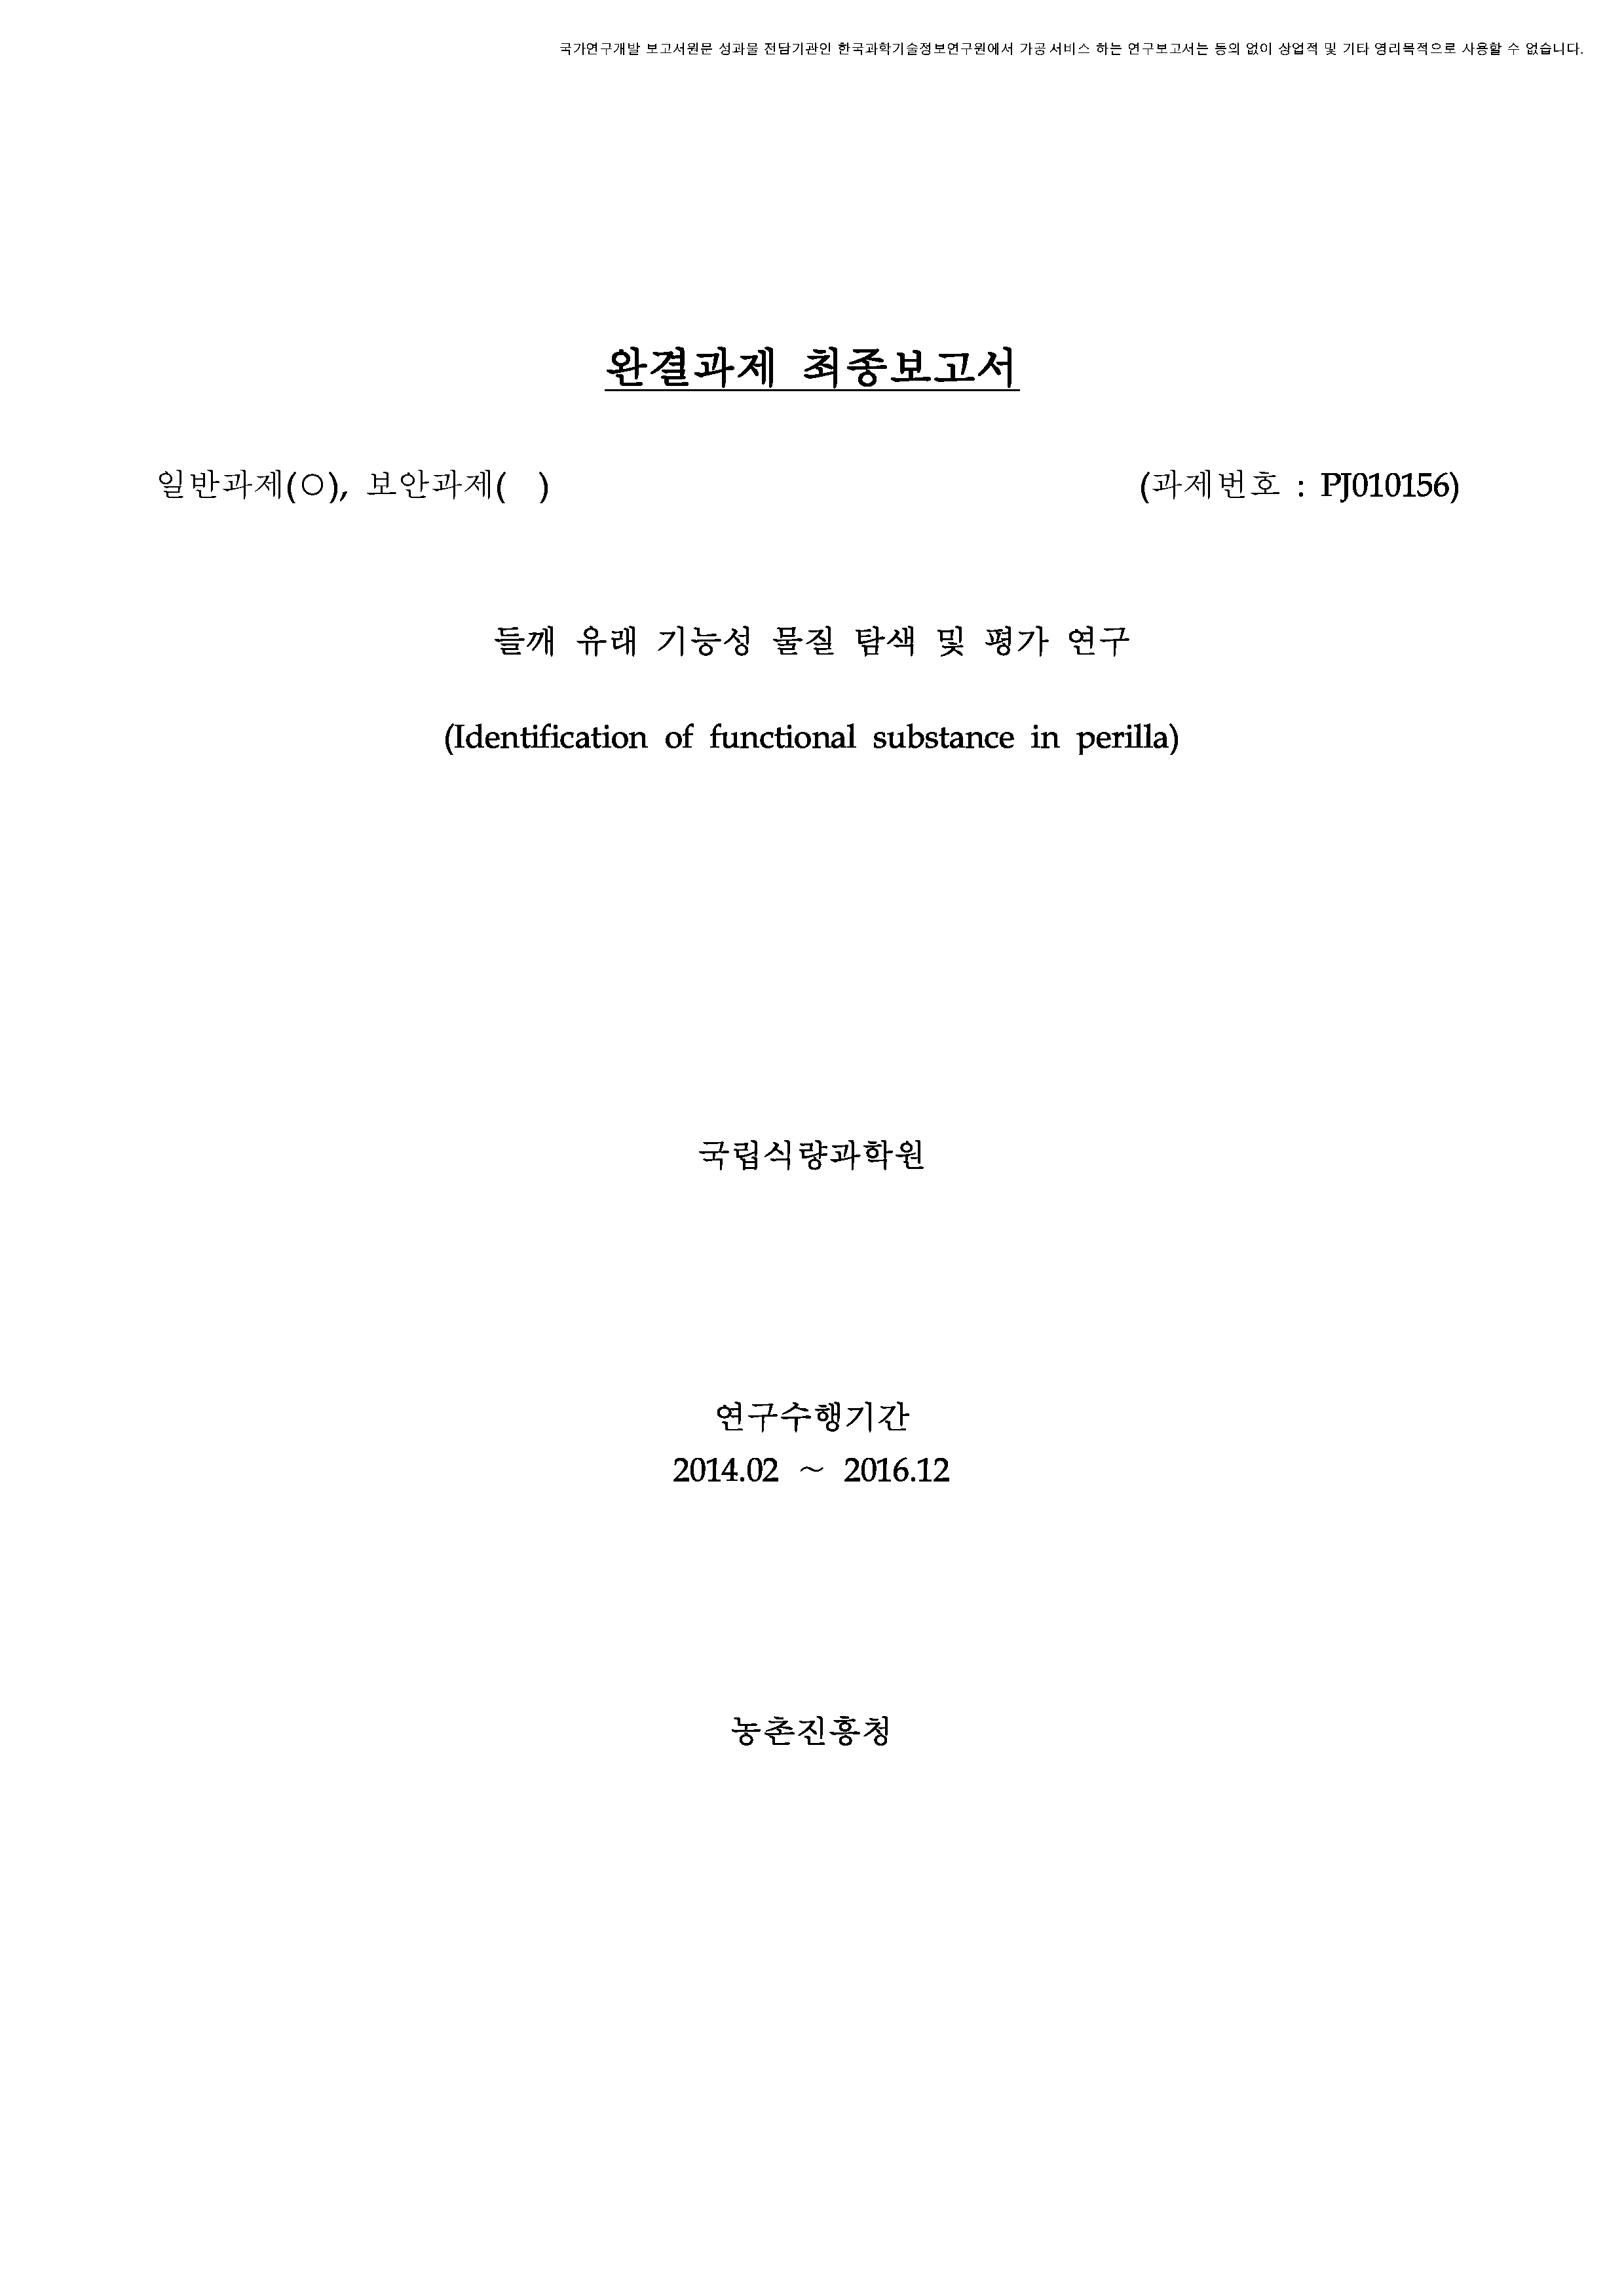 국가연구개발 보고서원문 성과물 전담기관인 한국과학기술정보연구원에서 가공·서비스 하는 연구보고서는 동의 없이 상업적 및 기타 영리목적으로 사용할 수 없습니다.
완결과제 최종보고서
일반과제(○), 보안과제( ) (과제번호 : PJ010156)
들깨 유래 기능성 물질 탐색 및 평가 연구
(Identification of functional substance in perilla)
국립식량과학원
연구수행기간
2014.02 ~ 2016.12
농촌진흥청